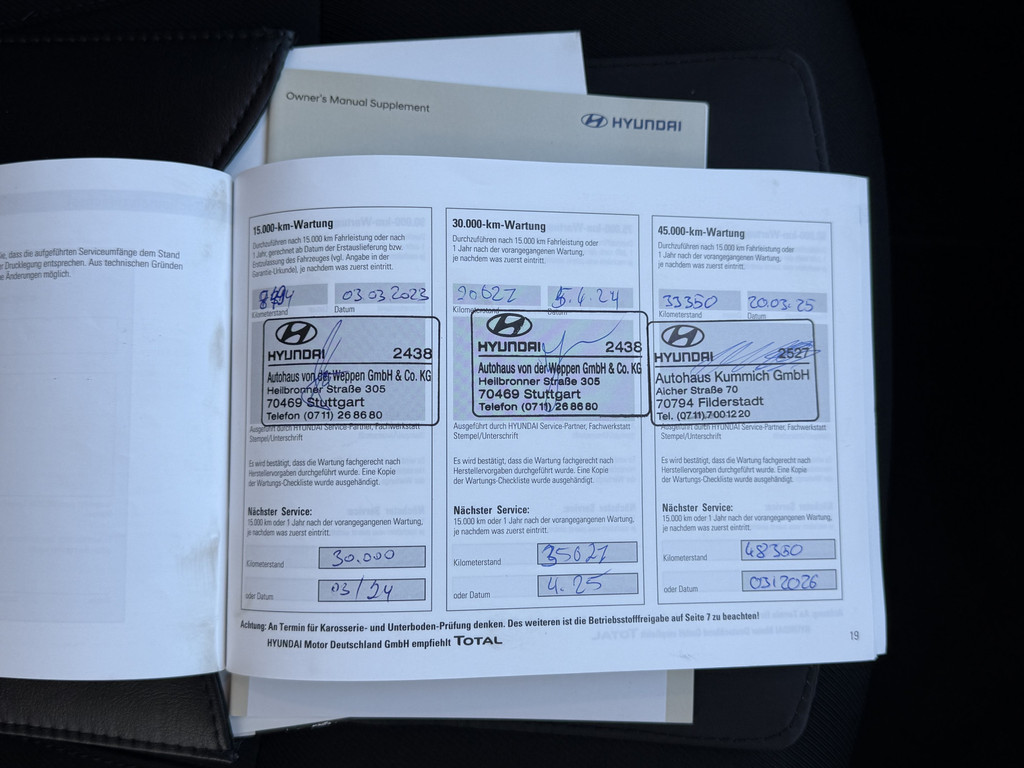 Owner's Manual Supplement
HYUNDAI
ie, dass die aufgeführten Serviceumfänge dem Stand
er Drucklegung entsprechen. Aus technischen Gründen
e Änderungen möglich.
15.000-km-Wartung
Durchzuführen nach 15.000 km Fahrleistung oder nach
1 Jahr, gerechnet ab Datum der Erstauslieferung bzw.
Erstzulassung des Fahrzeuges (vgl. Angabe in der
Garantie-Urkunde), je nachdem was zuerst eintritt.
03.03.2023
Kilometerstand Datum
HYUNDAI 2438
Autohaus von der Weppen GmbH & Co. KG
Heilbronner Straße 305
70469 Stuttgart
Telefon (0711) 26 86 80
Ausgeführt durch HYUNDAI Service-Partner, Fachwerkstatt
Stempel/Unterschrift
Es wird bestätigt, dass die Wartung fachgerecht nach
Herstellervorgaben durchgeführt wurde. Eine Kopie
der Wartungs-Checkliste wurde ausgehändigt.
Nächster Service:
15.000 km oder 1 Jahr nach der vorangegangenen Wartung,
je nachdem was zuerst eintritt.
Kilometerstand 30.000
oder Datum 03/24
30.000-km-Wartung
Durchzuführen nach 15.000 km Fahrleistung oder
1 Jahr nach der vorangegangenen Wartung,
je nachdem was zuerst eintritt.
20627 5.4.24
Datum
HYUNDAI 2438
Autohaus von der Weppen GmbH & Co. KG
Heilbronner Straße 305
70469 Stuttgart
Telefon (0711) 26 86 80
Ausgeführt durch HYUNDAI Service-Partner, Fachwerkstatt
Stempel/Unterschrift
Es wird bestätigt, dass die Wartung fachgerecht nach
Herstellervorgaben durchgeführt wurde. Eine Kopie
der Wartungs-Checkliste wurde ausgehändigt.
Nächster Service:
15.000 km oder 1 Jahr nach der vorangegangenen Wartung,
je nachdem was zuerst eintritt.
Kilometerstand 35627
oder Datum 4.25
45.000-km-Wartung
Durchzuführen nach 15.000 km Fahrleistung oder
1 Jahr nach der vorangegangenen Wartung,
je nachdem was zuerst eintritt.
33350 20.03.25
Kilometerstand Datum
HYUNDAI 2527
Autohaus Kummich GmbH
Aicher Straße 70
70794 Filderstadt
Tel. (0711) 7001220
Ausgeführt durch HYUNDAI Service-Partner, Fachwerkstatt
Stempel/Unterschrift
Es wird bestätigt, dass die Wartung fachgerecht nach
Herstellervorgaben durchgeführt wurde. Eine Kopie
der Wartungs-Checkliste wurde ausgehändigt.
Nächster Service:
15.000 km oder 1 Jahr nach der vorangegangenen Wartung,
je nachdem was zuerst eintritt.
Kilometerstand 48350
oder Datum 03.2026
Achtung: An Termin für Karosserie- und Unterboden-Prüfung denken. Des weiteren ist die Betriebsstofffreigabe auf Seite 7 zu beachten!
HYUNDAI Motor Deutschland GmbH empfiehlt TOTAL
19